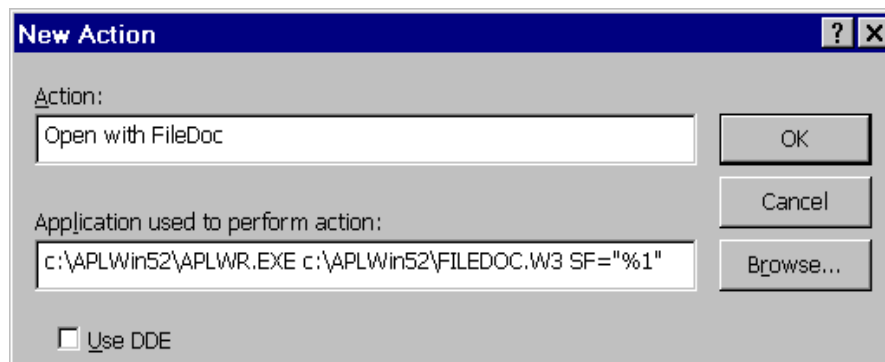 New Action
? X
Action:
Open with FileDoc
OK
Cancel
Application used to perform action:
c:\APLWin52\APLWR.EXE c:\APLWin52\FILEDOC.W3 SF="%1"
Browse...
Use DDE